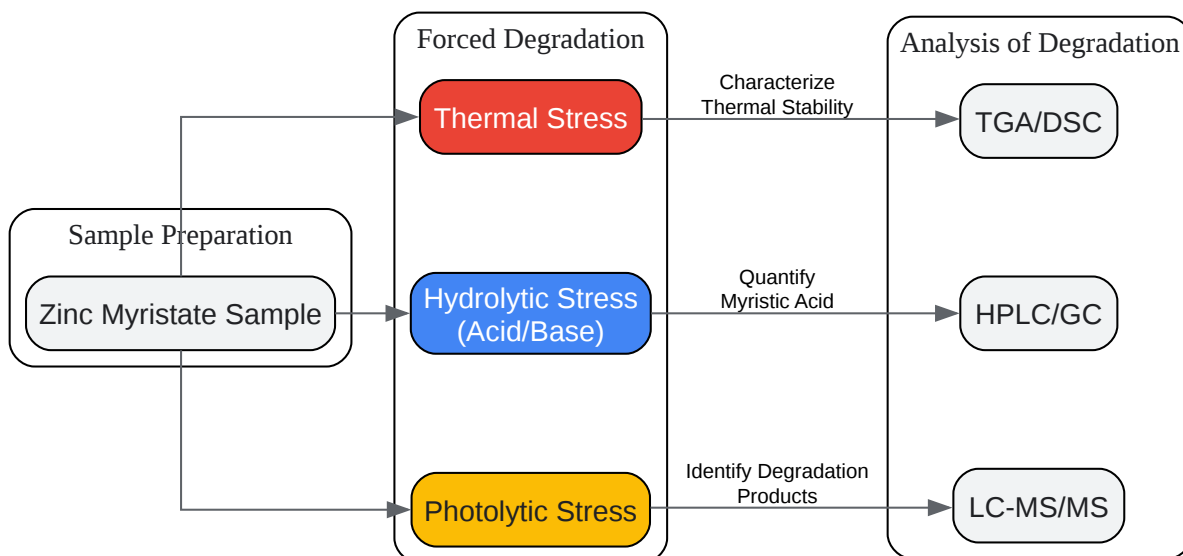 Forced Degradation
Analysis of Degradation
Thermal Stress
Characterize
Thermal Stability
TGA/DSC
Sample Preparation
Zinc Myristate Sample
Hydrolytic Stress
(Acid/Base)
Quantify
Myristic Acid
HPLC/GC
Photolytic Stress
Identify Degradation
Products
LC-MS/MS